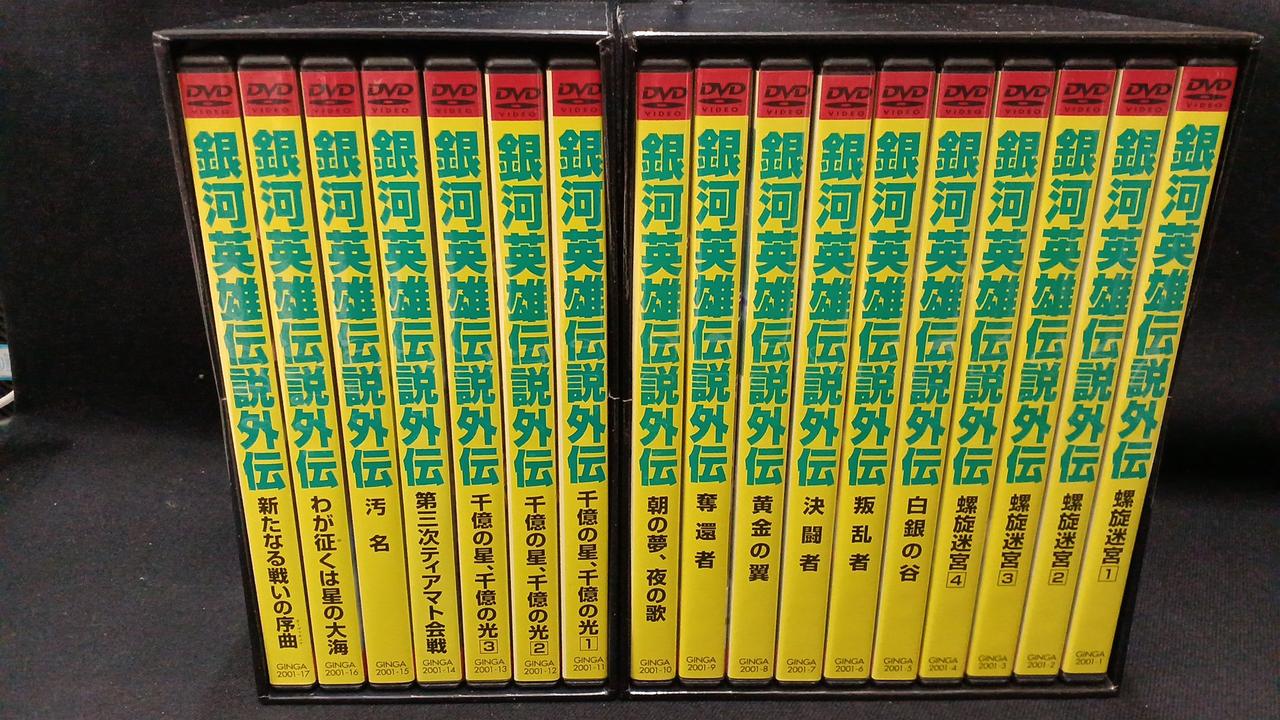 DVD VIDEO
銀河英雄伝説外伝
新たなる戦いの序曲
GINGA
2001-17
DVD VIDEO
銀河英雄伝説外伝
わが征くは星の大海
GINGA
2001-16
DVD VIDEO
銀河英雄伝説外伝
汚名
GINGA
2001-15
DVD VIDEO
銀河英雄伝説外伝
第三次ティアマト会戦
GINGA
2001-14
DVD VIDEO
銀河英雄伝説外伝
千億の星、千億の光 3
GINGA
2001-13
DVD VIDEO
銀河英雄伝説外伝
千億の星、千億の光 2
GINGA
2001-12
DVD VIDEO
銀河英雄伝説外伝
千億の星、千億の光 1
GINGA
2001-11
DVD VIDEO
銀河英雄伝説外伝
朝の夢、夜の歌
GINGA
2001-10
DVD VIDEO
銀河英雄伝説外伝
奪還者
GINGA
2001-9
DVD VIDEO
銀河英雄伝説外伝
黄金の翼
GINGA
2001-8
DVD VIDEO
銀河英雄伝説外伝
決闘者
GINGA
2001-7
DVD VIDEO
銀河英雄伝説外伝
叛乱者
GINGA
2001-6
DVD VIDEO
銀河英雄伝説外伝
白銀の谷
GINGA
2001-5
DVD VIDEO
銀河英雄伝説外伝
螺旋迷宮 4
GINGA
2001-4
DVD VIDEO
銀河英雄伝説外伝
螺旋迷宮 3
GINGA
2001-3
DVD VIDEO
銀河英雄伝説外伝
螺旋迷宮 2
GINGA
2001-2
DVD VIDEO
銀河英雄伝説外伝
螺旋迷宮 1
GINGA
2001-1